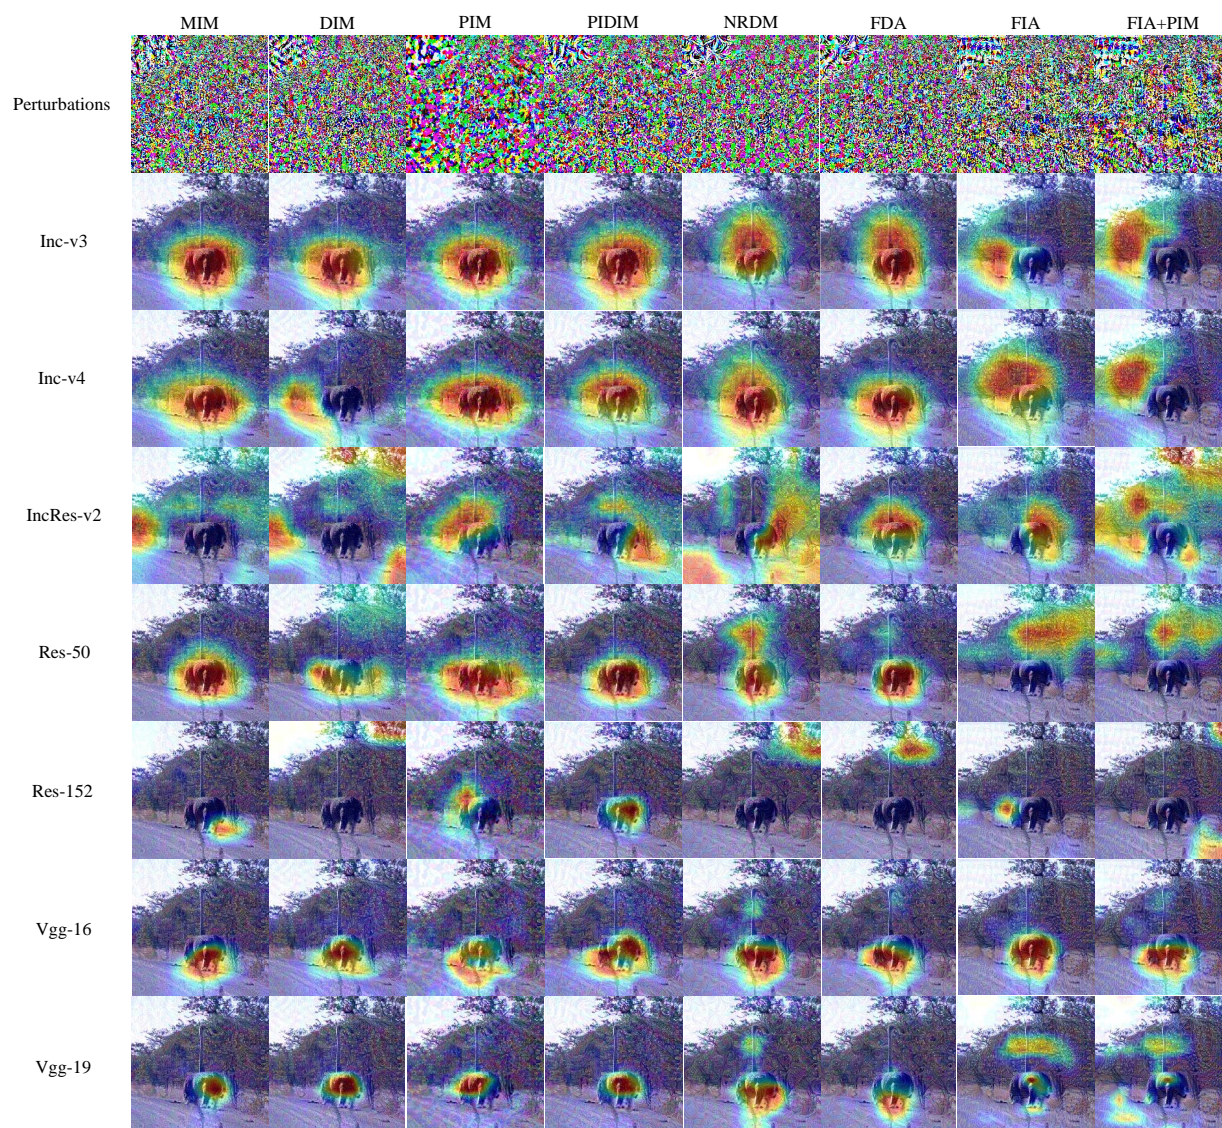 MIM DIM PIM PIDIM NRDM FDA FIA FIA+PIM
Perturbations
Inc-v3
Inc-v4
IncRes-v2
Res-50
Res-152
Vgg-16
Vgg-19